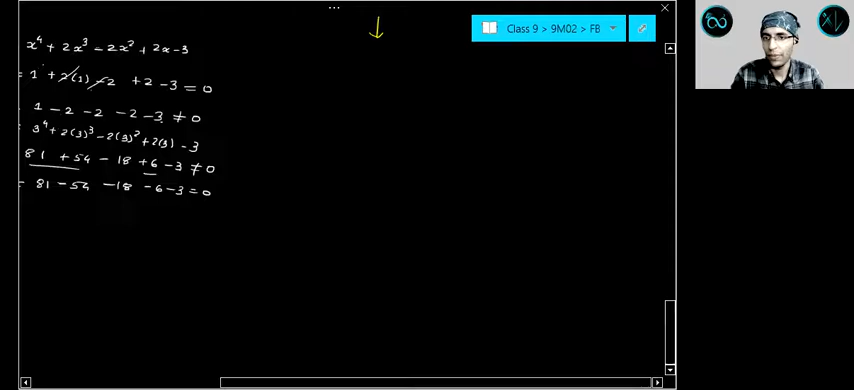 Class 9 > 9M02 > FB
x⁴ + 2x³ - 2x² + 2x - 3
= 1 + 2(1) - 2 + 2 - 3 = 0
1 - 2 - 2 - 2 - 3 ≠ 0
= 3⁴ + 2(3)³ - 2(3)² + 2(3) - 3
81 + 54 - 18 + 6 - 3 ≠ 0
- 81 - 54 - 18 - 6 - 3 = 0